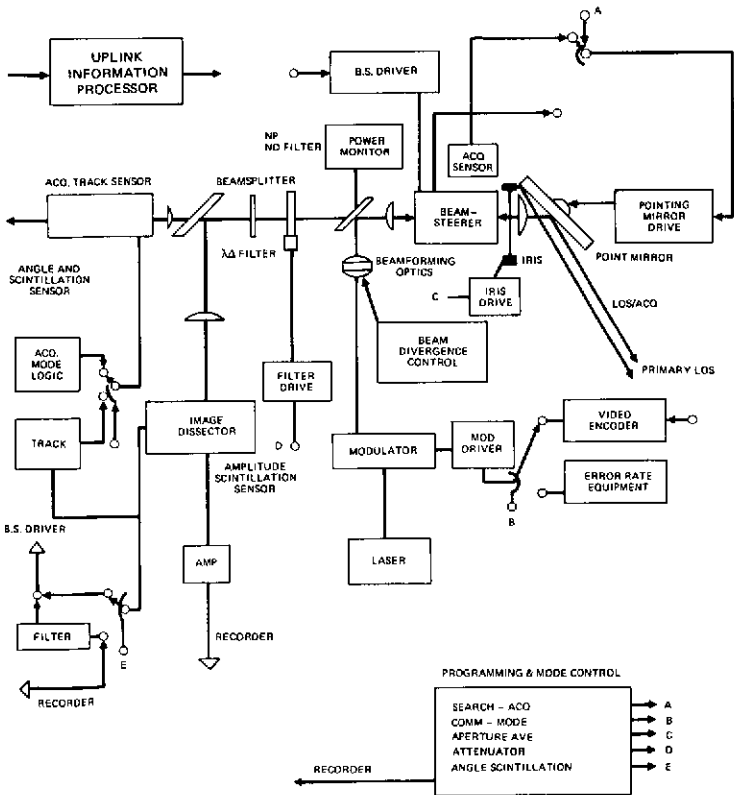 A
UPLINK
INFORMATION
PROCESSOR
B.S. DRIVER
NP
ND FILTER
POWER
MONITOR
ACQ
SENSOR
ACQ. TRACK SENSOR
BEAMSPLITTER
BEAM-
STEERER
POINTING
MIRROR
DRIVE
POINT MIRROR
λΔ FILTER
ANGLE AND
SCINTILLATION
SENSOR
BEAMFORMING
OPTICS
IRIS
C
IRIS
DRIVE
LOS/ACQ
BEAM
DIVERGENCE
CONTROL
PRIMARY LOS
ACQ.
MODE
LOGIC
FILTER
DRIVE
TRACK
IMAGE
DISSECTOR
D
AMPLITUDE
SCINTILLATION
SENSOR
MODULATOR
MOD
DRIVER
VIDEO
ENCODER
ERROR RATE
EQUIPMENT
B
B.S. DRIVER
AMP
LASER
FILTER
E
RECORDER
RECORDER
PROGRAMMING & MODE CONTROL
SEARCH – ACQ
COMM – MODE
APERTURE AVE
ATTENUATOR
ANGLE SCINTILLATION
A
B
C
D
E
RECORDER